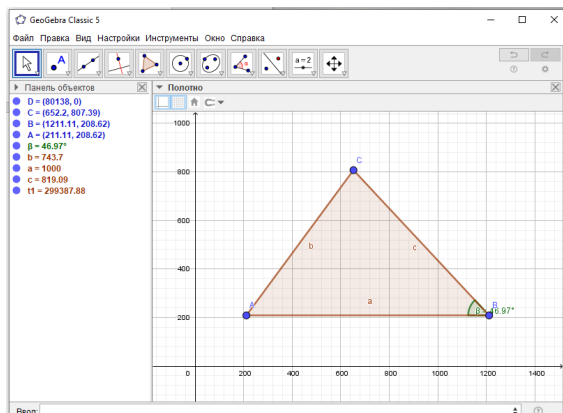 GeoGebra Classic 5
Файл Правка Вид Настройки Инструменты Окно Справка
A
α
a = 2
Панель объектов
D = (80138, 0)
C = (652.2, 807.39)
B = (1211.11, 208.62)
A = (211.11, 208.62)
β = 46.97°
b = 743.7
a = 1000
c = 819.09
t1 = 299387.88
Полотно
1000
800
600
400
200
0
0 200 400 600 800 1000 1200 1400
C
b
c
A
a
B
Ввод: